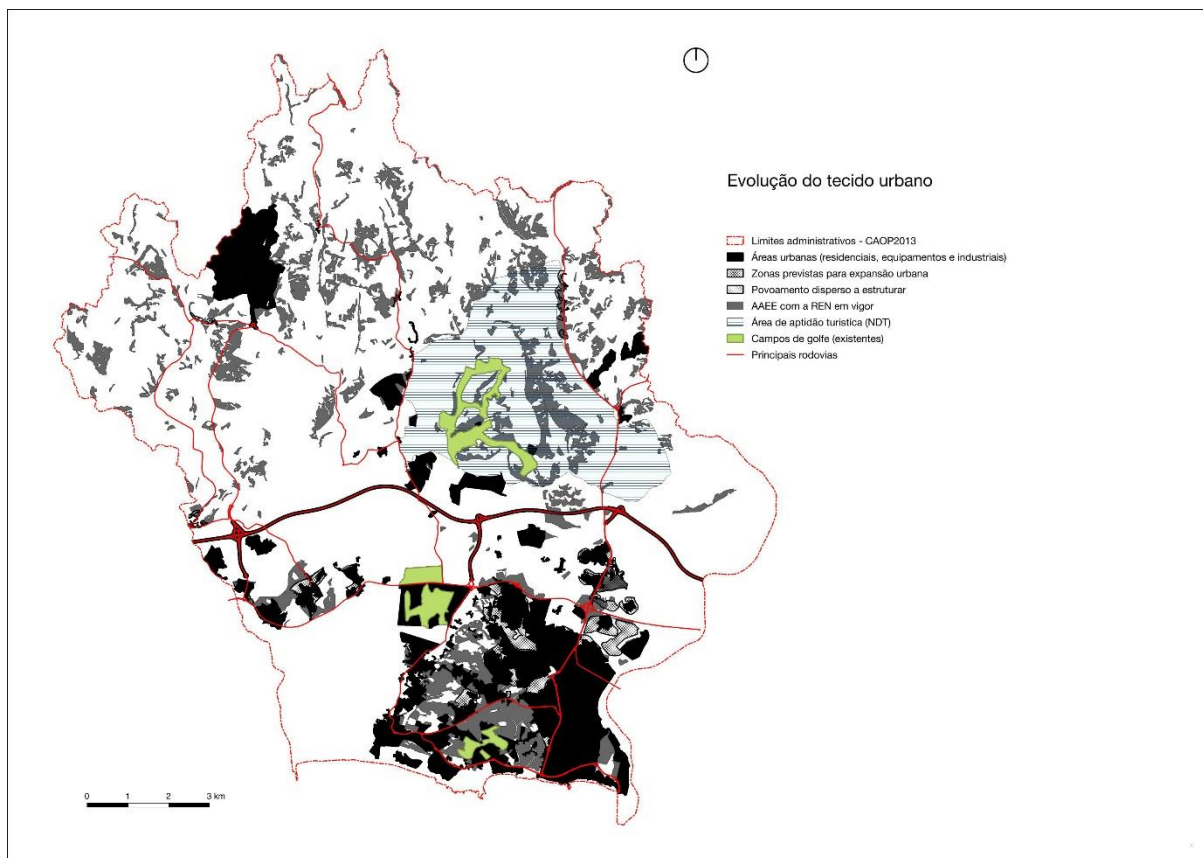 Evolução do tecido urbano
Limites administrativos - CAOP2013
Áreas urbanas (residenciais, equipamentos e industriais)
Zonas previstas para expansão urbana
Povoamento disperso a estruturar
AAEE com a REN em vigor
Área de aptidão turística (NDT)
Campos de golfe (existentes)
Principais rodovias
0 1 2 3 km